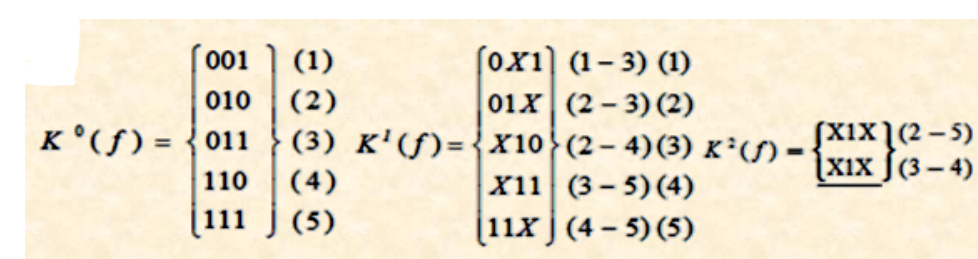 001 (1) 0X1 (1 – 3) (1)
010 (2) 01X (2 – 3) (2) X1X (2 – 5)
K⁰(f) = 011 (3) K¹(f) = X10 (2 – 4) (3) K²(f) =
110 (4) X11 (3 – 5) (4) X1X (3 – 4)
111 (5) 11X (4 – 5) (5)